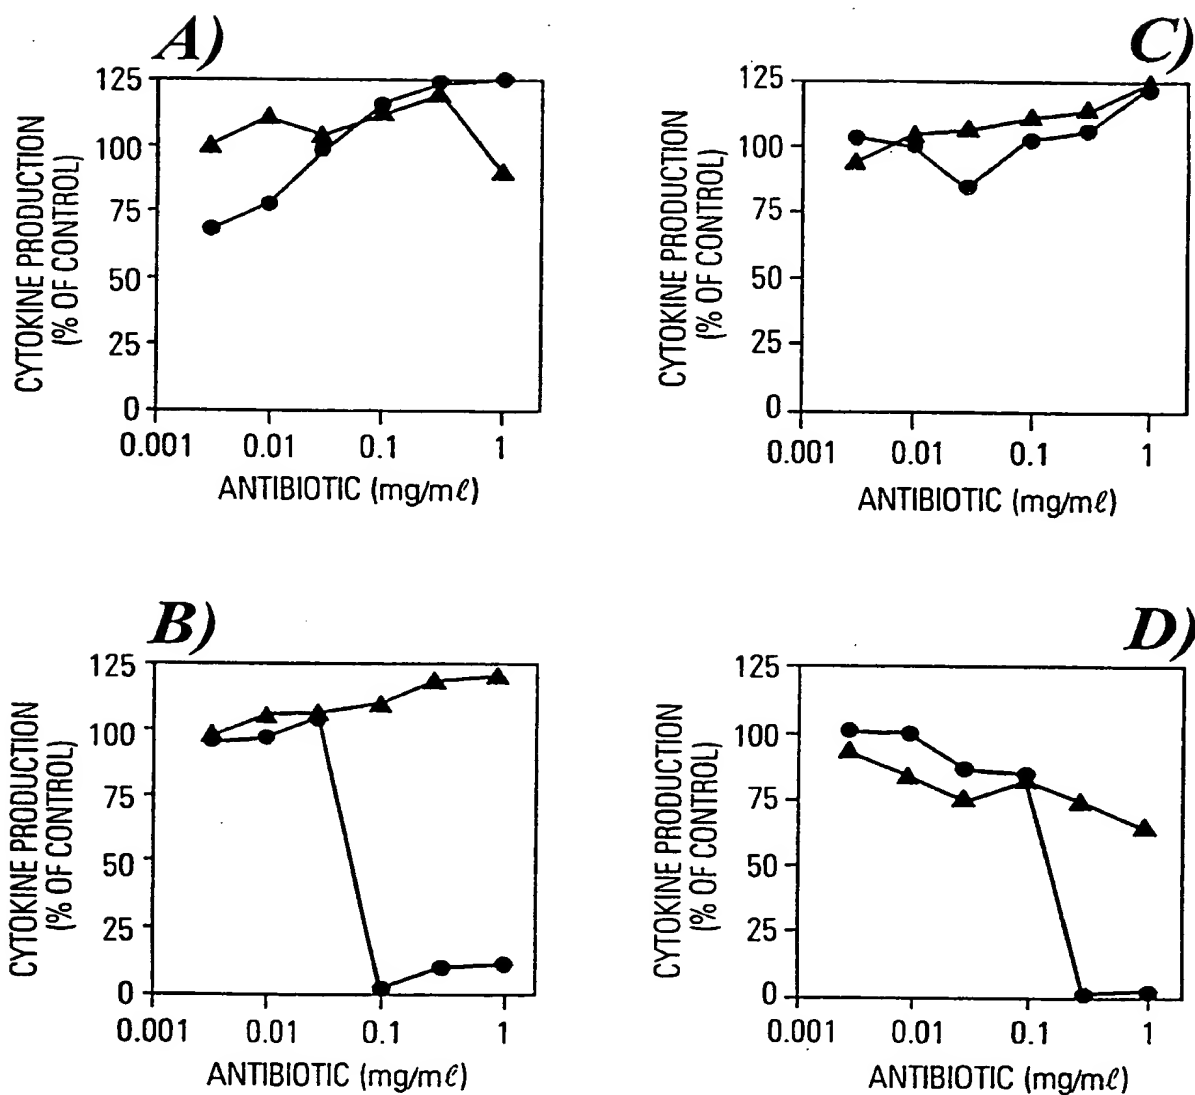 A)
CYTOKINE PRODUCTION
(% OF CONTROL)
125
100
75
50
25
0
0.001 0.01 0.1 1
ANTIBIOTIC (mg/mℓ)
C)
CYTOKINE PRODUCTION
(% OF CONTROL)
125
100
75
50
25
0
0.001 0.01 0.1 1
ANTIBIOTIC (mg/mℓ)
B)
CYTOKINE PRODUCTION
(% OF CONTROL)
125
100
75
50
25
0
0.001 0.01 0.1 1
ANTIBIOTIC (mg/mℓ)
D)
CYTOKINE PRODUCTION
(% OF CONTROL)
125
100
75
50
25
0
0.001 0.01 0.1 1
ANTIBIOTIC (mg/mℓ)